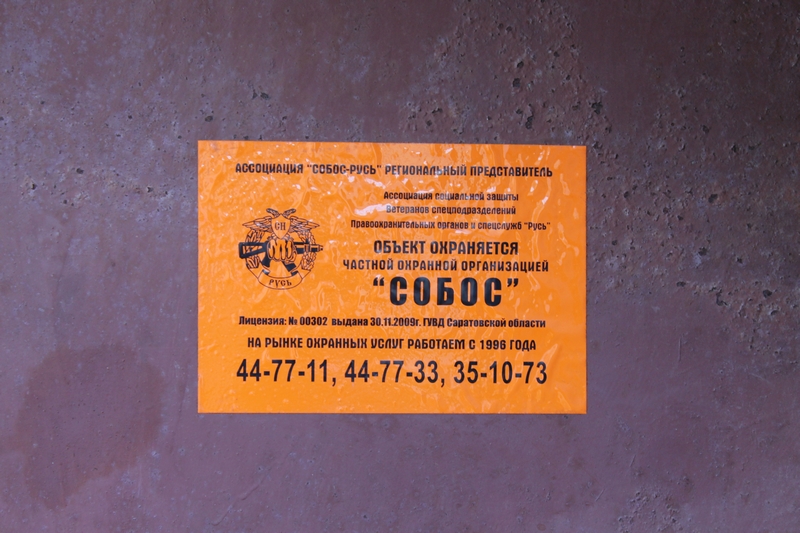 АССОЦИАЦИЯ "СОБОС-РУСЬ" РЕГИОНАЛЬНЫЙ ПРЕДСТАВИТЕЛЬ
Ассоциация социальной защиты
Ветеранов спецподразделений
Правоохранительных органов и спецслужб "Русь"
СП
РУСЬ
ОБЪЕКТ ОХРАНЯЕТСЯ
ЧАСТНОЙ ОХРАННОЙ ОРГАНИЗАЦИЕЙ
"СОБОС"
Лицензия: № 00302 выдана 30.11.2009г. ГУВД Саратовской области
НА РЫНКЕ ОХРАННЫХ УСЛУГ РАБОТАЕМ С 1996 ГОДА
44-77-11, 44-77-33, 35-10-73